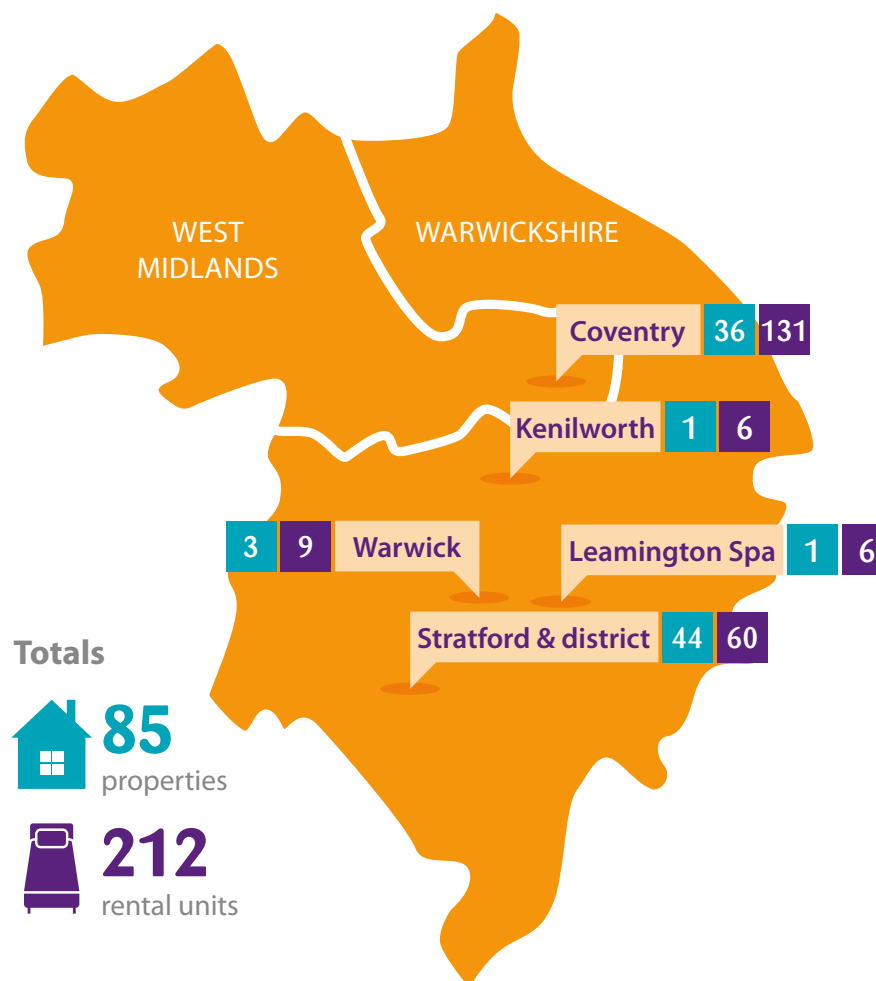 WEST
MIDLANDS
WARWICKSHIRE
Coventry 36 131
Kenilworth 1 6
3 9 Warwick
Leamington Spa 1 6
Stratford & district 44 60
Totals
85
properties
212
rental units